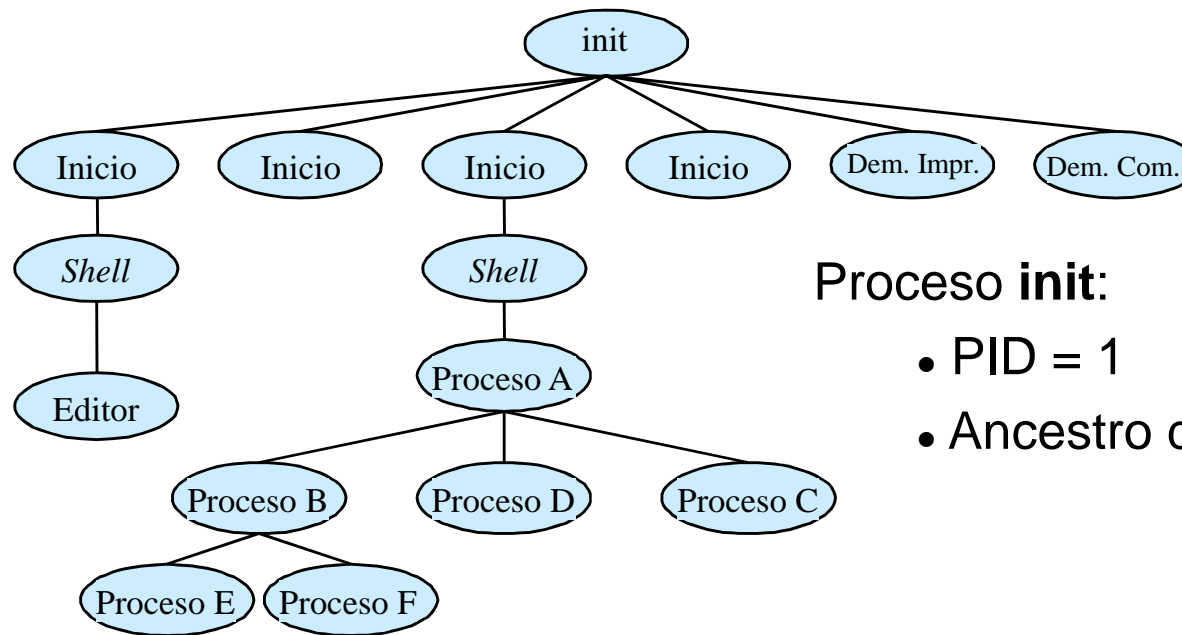 init
Inicio Inicio Inicio Inicio Dem. Impr. Dem. Com.
Shell Shell
Proceso init:
• PID = 1
Proceso A
Editor
• Ancestro
Proceso B Proceso D Proceso C
Proceso E Proceso F